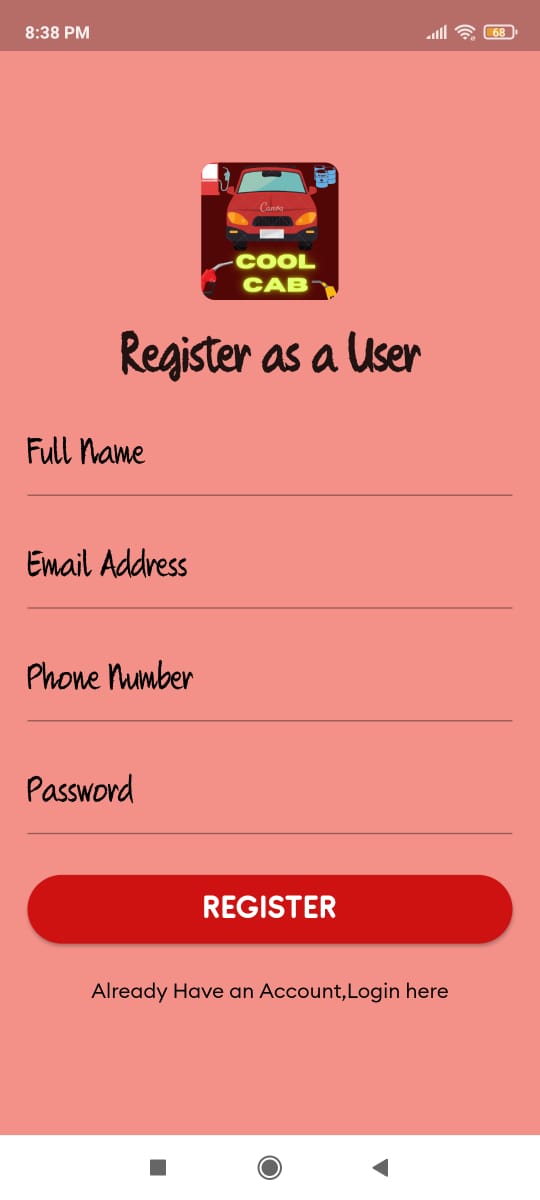 8:38 PM
68
Canva
COOL
CAB
Register as a User
Full Name
Email Address
Phone Number
Password
REGISTER
Already Have an Account,Login here